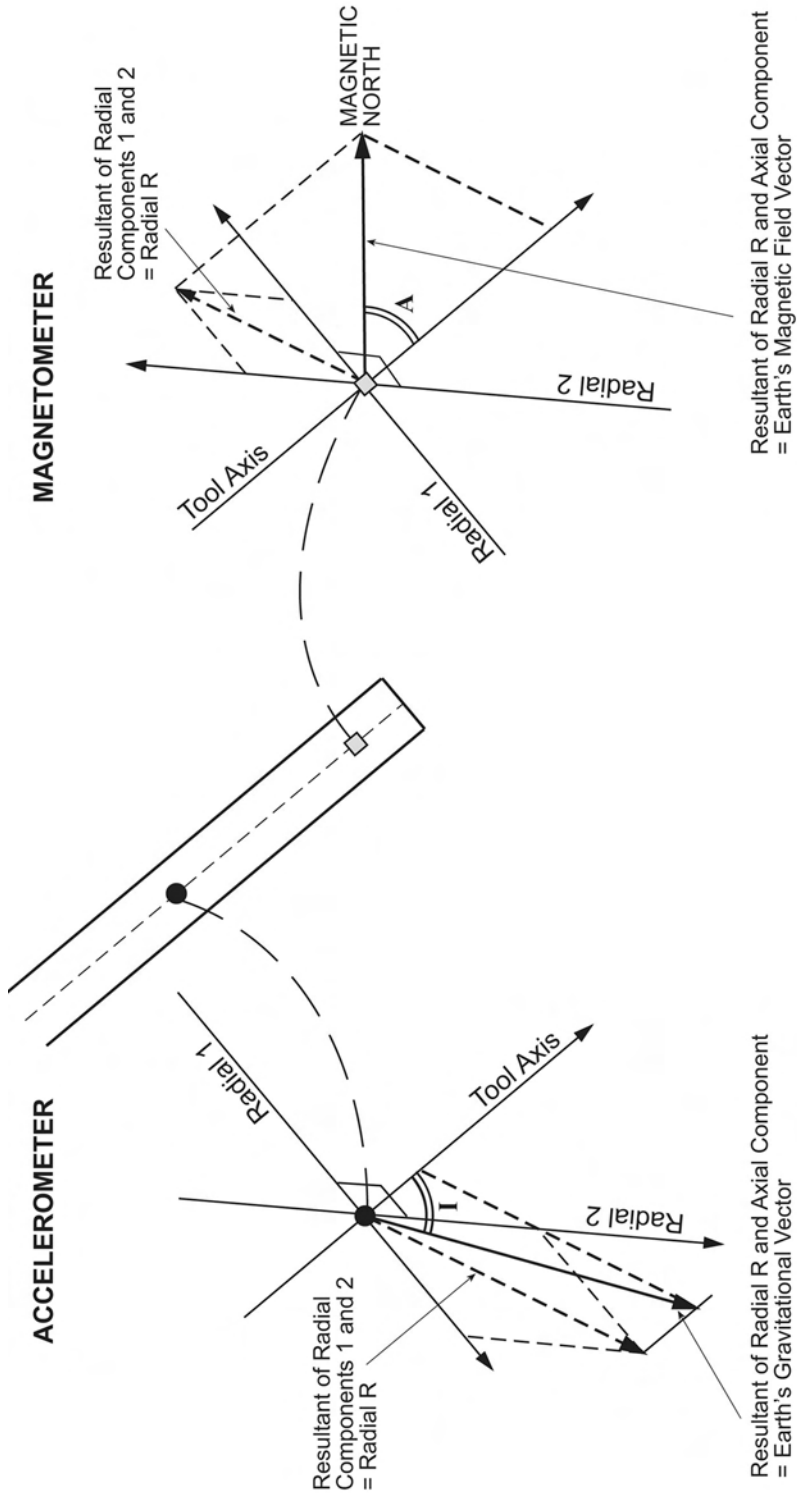 ACCELEROMETER
Radial 1
Tool Axis
Radial 2
I
Resultant of Radial
Components 1 and 2
= Radial R
Resultant of Radial R and Axial Component
= Earth's Gravitational Vector
MAGNETOMETER
Resultant of Radial
Components 1 and 2
= Radial R
Tool Axis
MAGNETIC
NORTH
A
Radial 1
Radial 2
Resultant of Radial R and Axial Component
= Earth's Magnetic Field Vector